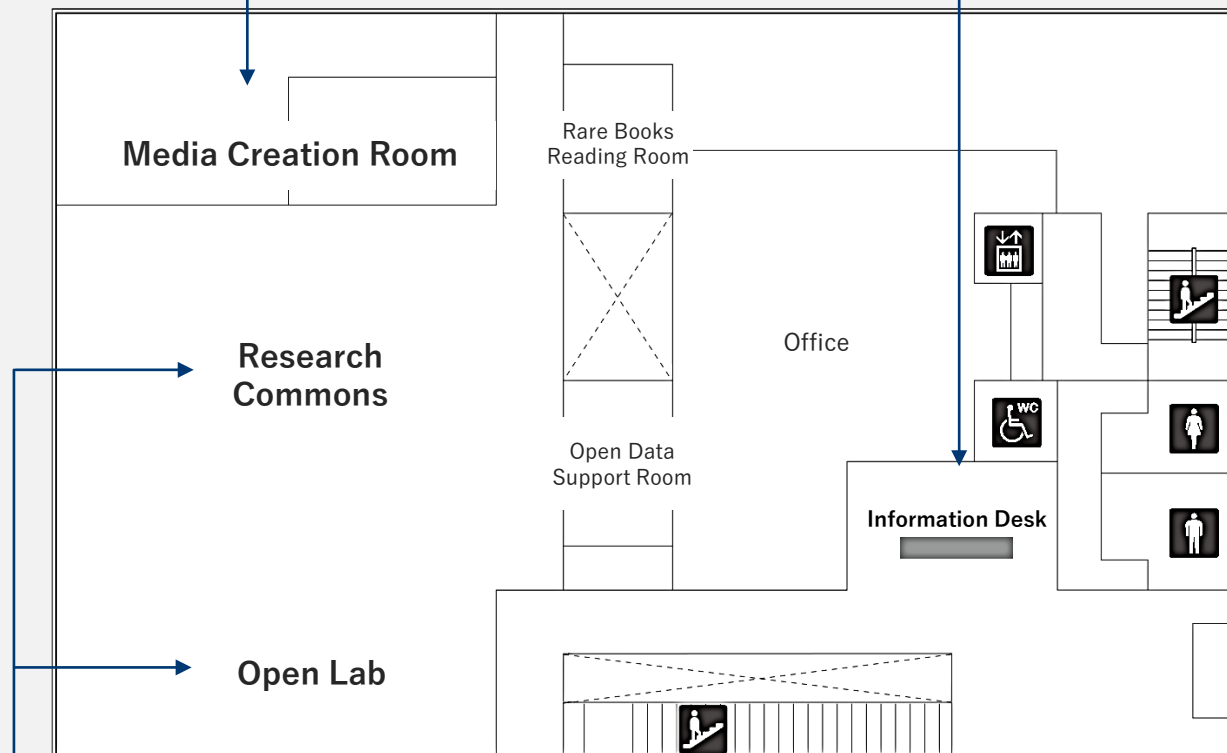 Rare Books
Reading Room
Media Creation Room
Office
Research
Commons
WC
Open Data
Support Room
Information Desk
Open Lab